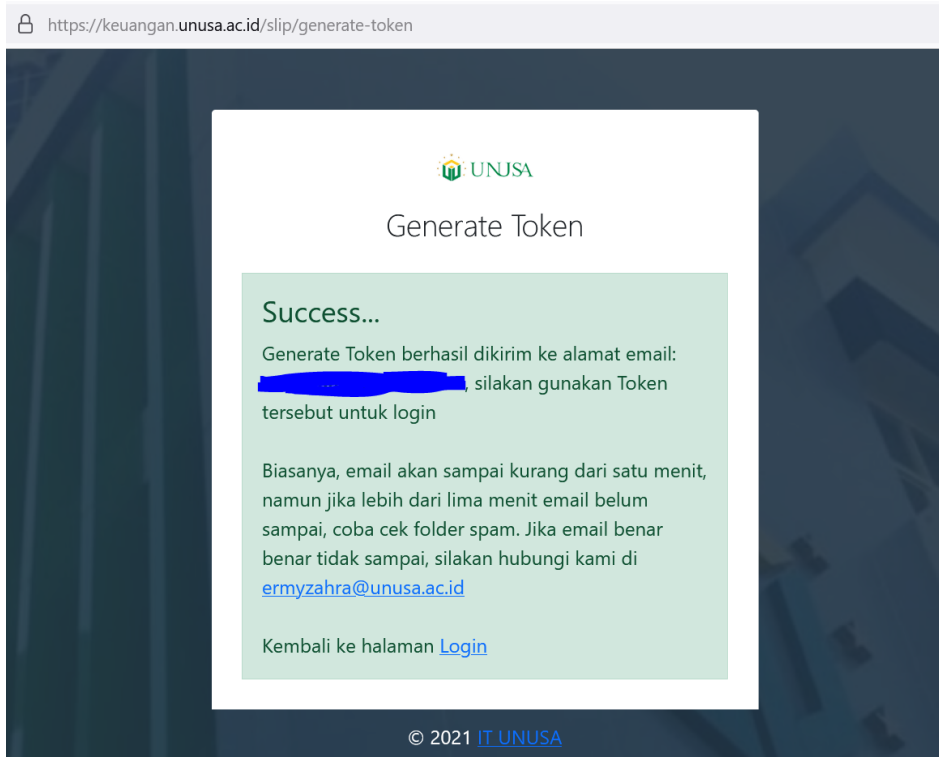 https://keuangan.unusa.ac.id/slip/generate-token
UNUSA
Generate Token
Success...
Generate Token berhasil dikirim ke alamat email:
, silakan gunakan Token
tersebut untuk login
Biasanya, email akan sampai kurang dari satu menit,
namun jika lebih dari lima menit email belum
sampai, coba cek folder spam. Jika email benar
benar tidak sampai, silakan hubungi kami di
ermyzahra@unusa.ac.id
Kembali ke halaman Login
© 2021 IT UNUSA